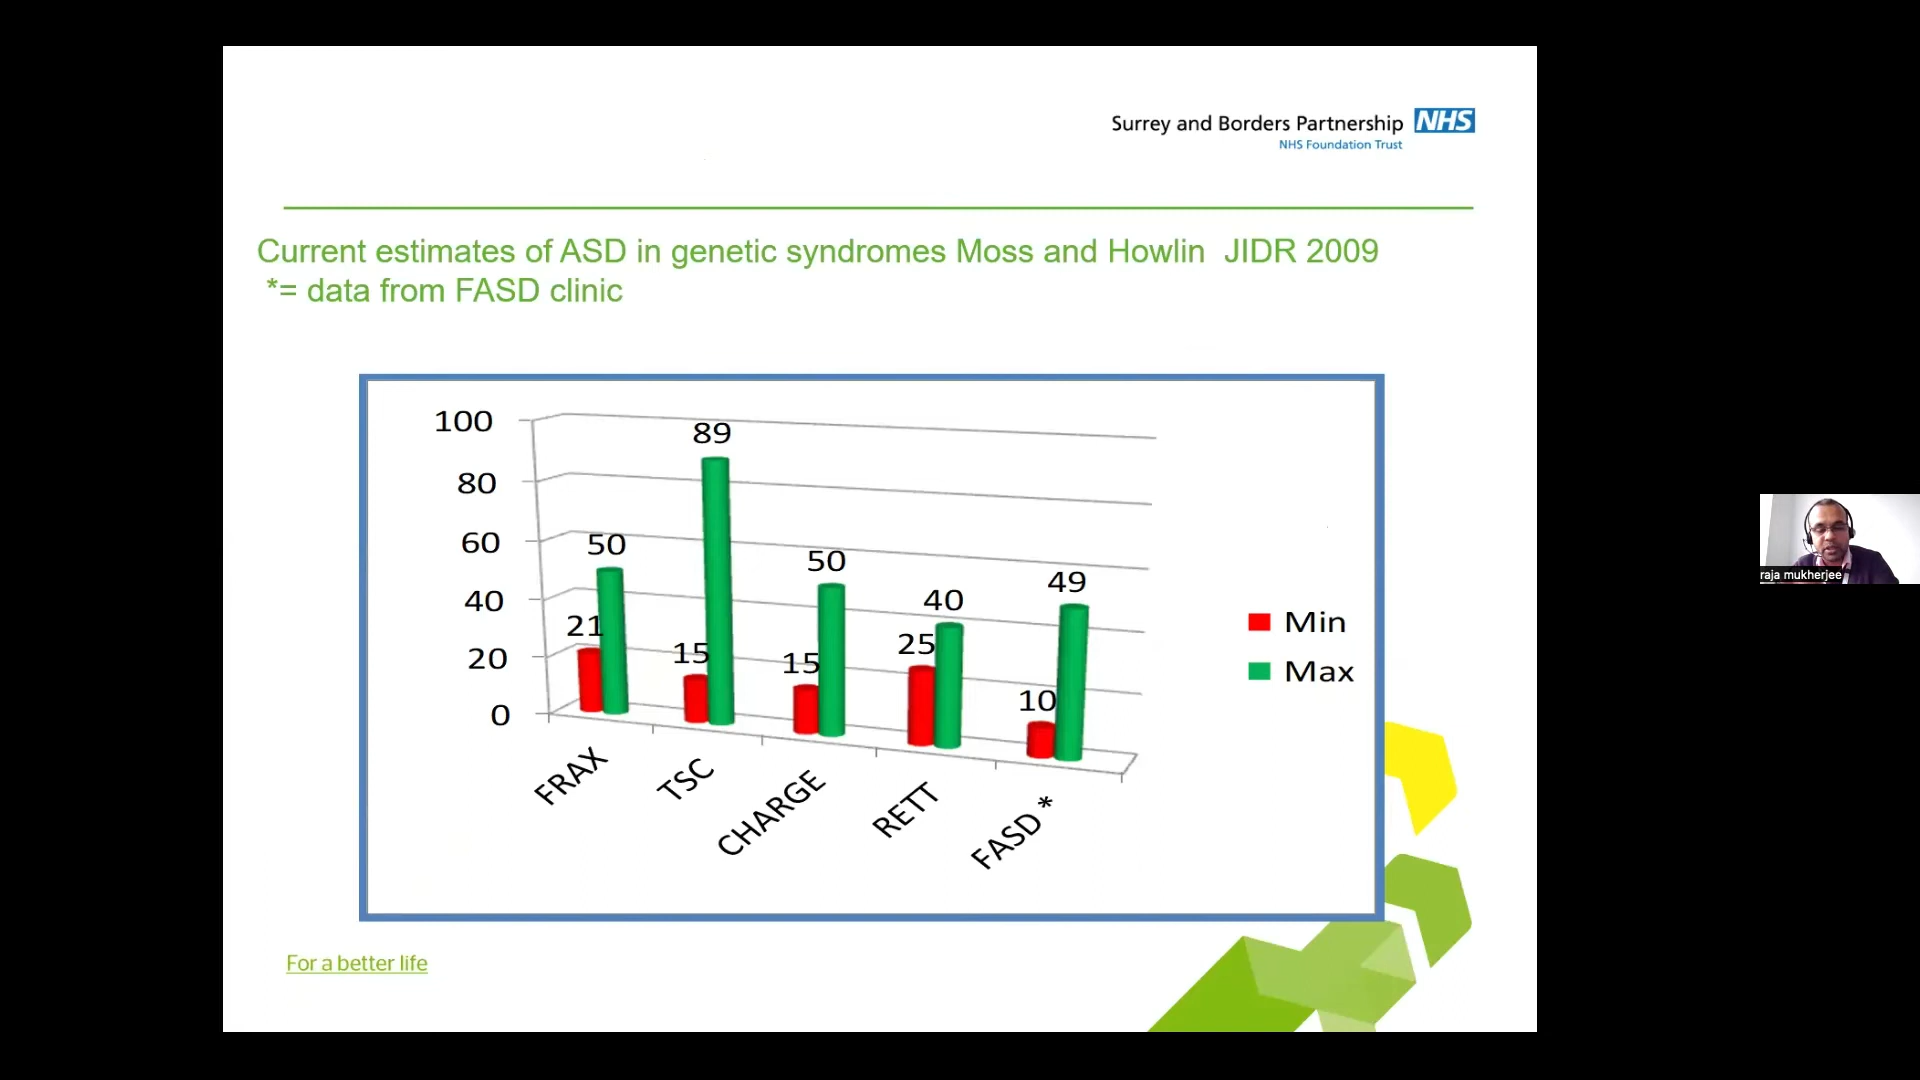 Surrey and Borders Partnership NHS
NHS Foundation Trust
Current estimates of ASD in genetic syndromes Moss and Howlin JIDR 2009
*= data from FASD clinic
100
80
60
40
20
0
21
50
15
89
15
50
25
40
10
49
FRAX
TSC
CHARGE
RETT
FASD *
Min
Max
For a better life
raja mukherjee